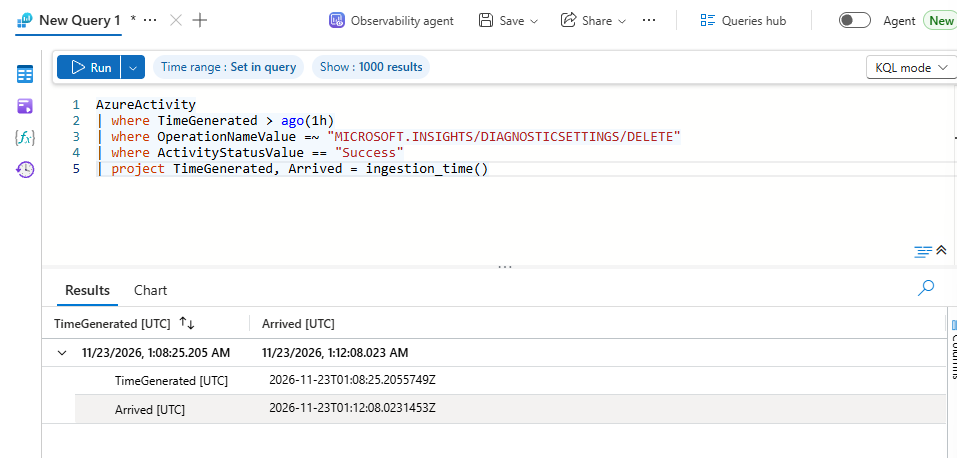 New Query 1 * ... Observability agent Save Share ... Queries hub Agent New
Run Time range : Set in query Show : 1000 results KQL mode
1 AzureActivity
2 | where TimeGenerated > ago(1h)
3 | where OperationNameValue =~ "MICROSOFT.INSIGHTS/DIAGNOSTICSETTINGS/DELETE"
4 | where ActivityStatusValue == "Success"
5 | project TimeGenerated, Arrived = ingestion_time()
Results Chart
TimeGenerated [UTC] Arrived [UTC]
11/23/2026, 1:08:25.205 AM 11/23/2026, 1:12:08.023 AM
TimeGenerated [UTC] 2026-11-23T01:08:25.2055749Z
Arrived [UTC] 2026-11-23T01:12:08.0231453Z
Columns